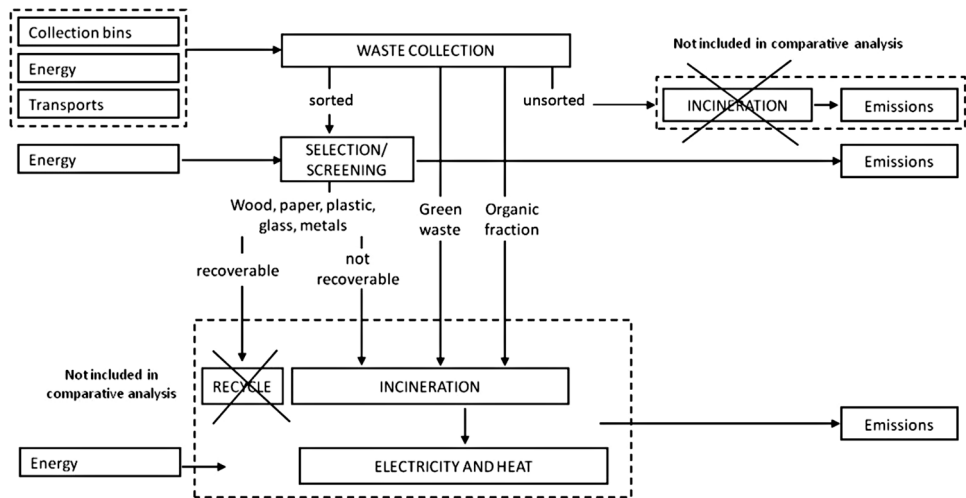 Collection bins
Energy
Transports
WASTE COLLECTION
Not included in comparative analysis
sorted
unsorted
INCINERATION
Emissions
Energy
SELECTION/
SCREENING
Emissions
Wood, paper, plastic,
glass, metals
Green
waste
Organic
fraction
recoverable
not
recoverable
Not included in
comparative analysis
RECYCLE
INCINERATION
Emissions
Energy
ELECTRICITY AND HEAT